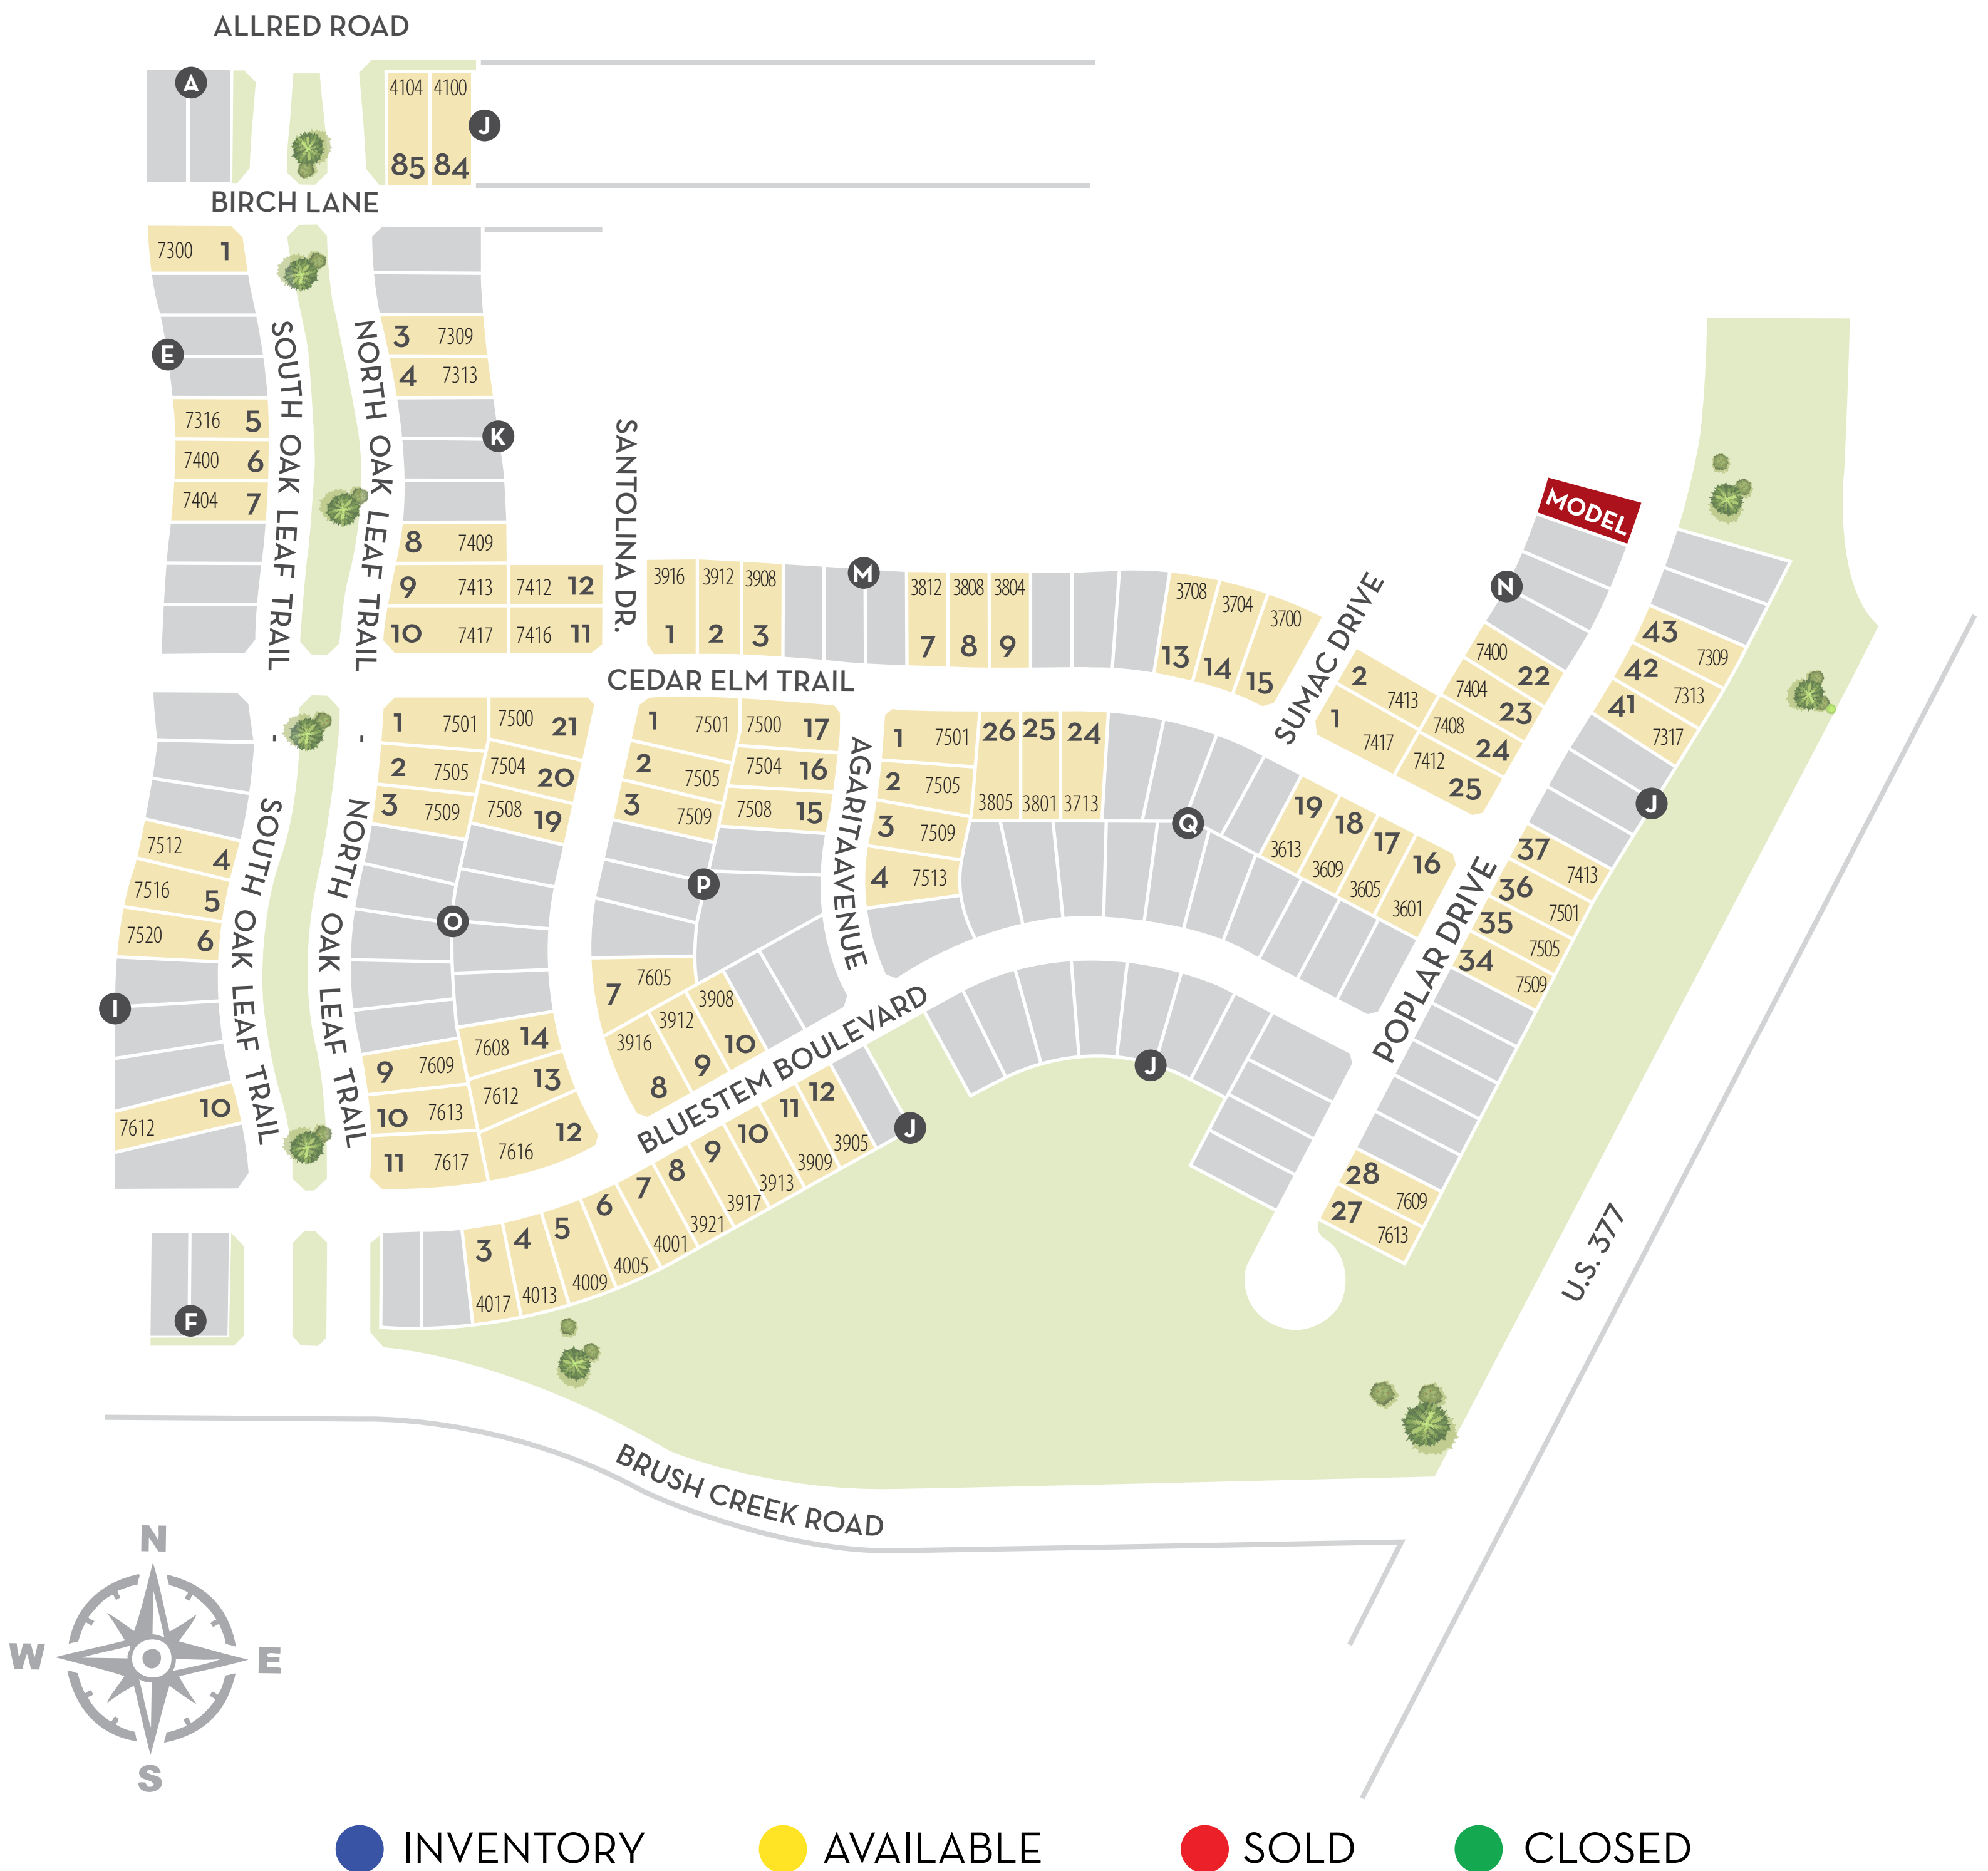 ALLRED ROAD
A
4104 4100
J
85 84
BIRCH LANE
7300 1
3 7309
4 7313
E
SOUTH OAK LEAF TRAIL
NORTH OAK LEAF TRAIL
7316 5
7400 6
7404 7
K
8 7409
9 7413 7412 12
10 7417 7416 11
SANTOLINA DR.
3916 3912 3908
1 2 3
M
3812 3808 3804
7 8 9
3708 3704 3700
13 14 15
CEDAR ELM TRAIL
SUMAC DRIVE
MODEL
N
2 7413
1 7417
7400 22
7404 23
7408 24
7412 25
43 7309
42 7313
41 7317
J
37 7413
36 7501
35 7505
34 7509
28 7609
27 7613
POPLAR DRIVE
U.S. 377
- SOUTH OAK LEAF TRAIL
- NORTH OAK LEAF TRAIL
7512 4
7516 5
7520 6
I
7612 10
1 7501 7500 21
2 7505 7504 20
3 7509 7508 19
O
9 7609 7608 14
10 7613 7612 13
11 7617 7616 12
1 7501 7500 17
2 7505 7504 16
3 7509 7508 15
P
7 7605
3916 3912 3908
8 9 10
AGARITAAVENUE
1 7501
2 7505
3 7509
4 7513
26 25 24
3805 3801 3713
Q
19 18 17 16
3613 3609 3605 3601
BLUESTEM BOULEVARD
J
J
3 4 5 6 7 8 9 10 11 12
4017 4013 4009 4005 4001 3921 3917 3913 3909 3905
F
BRUSH CREEK ROAD
N
W E
S
INVENTORY AVAILABLE SOLD CLOSED